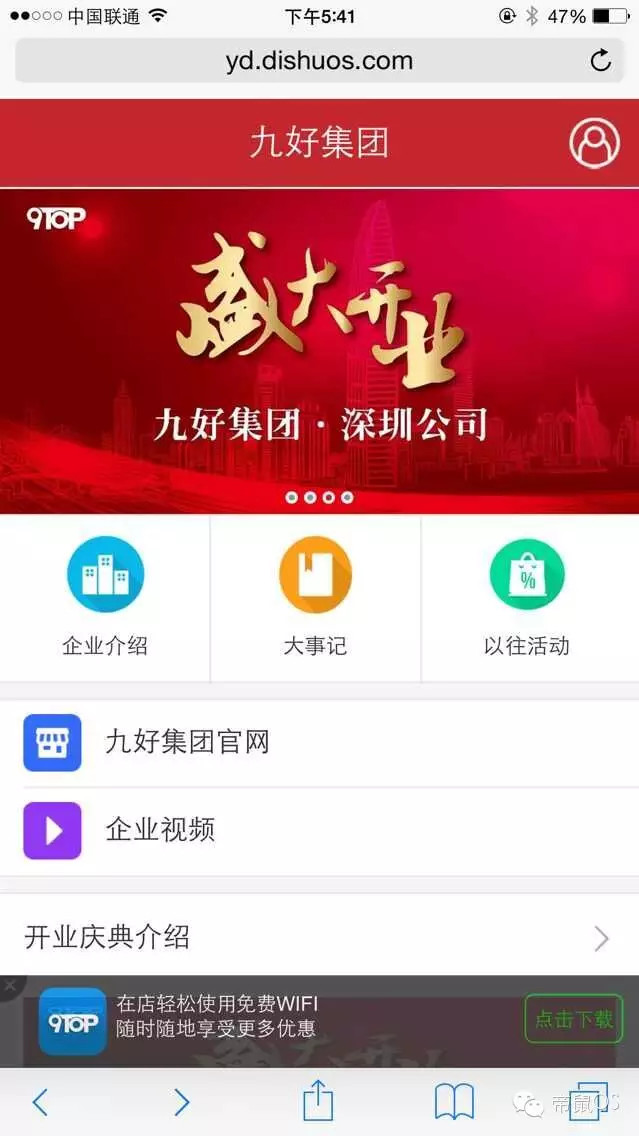 中国联通 下午5:41 47%
yd.dishuos.com
九好集团
9TOP
盛大开业
九好集团·深圳公司
企业介绍 大事记 以往活动
%
九好集团官网
企业视频
开业庆典介绍
在店轻松使用免费WIFI
9TOP 点击下载
随时随地享受更多优惠
盛大开业
帝鼠OS